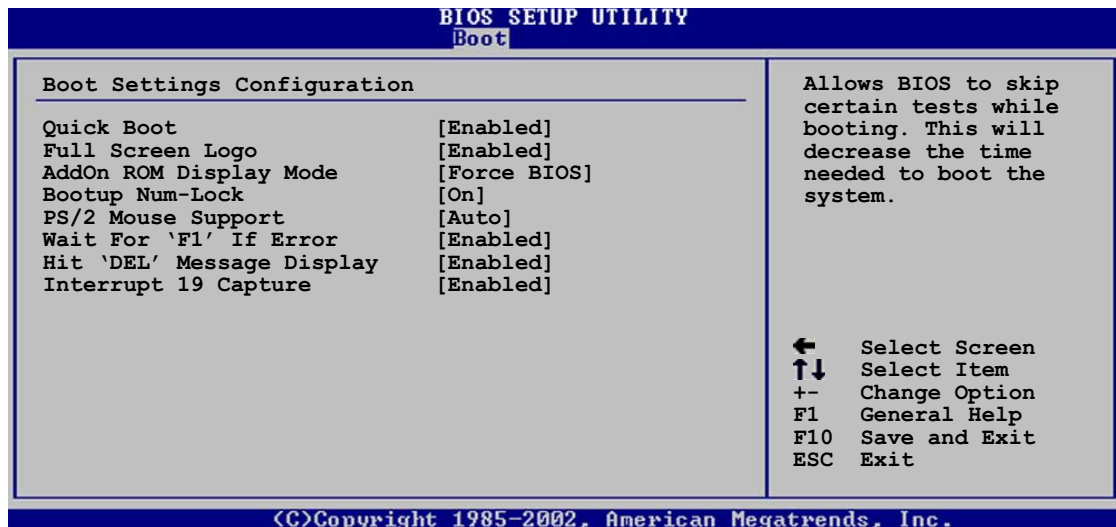 BIOS SETUP UTILITY
Boot
Boot Settings Configuration
Quick Boot [Enabled]
Full Screen Logo [Enabled]
AddOn ROM Display Mode [Force BIOS]
Bootup Num-Lock [On]
PS/2 Mouse Support [Auto]
Wait For ‘F1’ If Error [Enabled]
Hit ‘DEL’ Message Display [Enabled]
Interrupt 19 Capture [Enabled]
Allows BIOS to skip
certain tests while
booting. This will
decrease the time
needed to boot the
system.
← Select Screen
↑↓ Select Item
+- Change Option
F1 General Help
F10 Save and Exit
ESC Exit
(C)Copyright 1985-2002, American Megatrends, Inc.